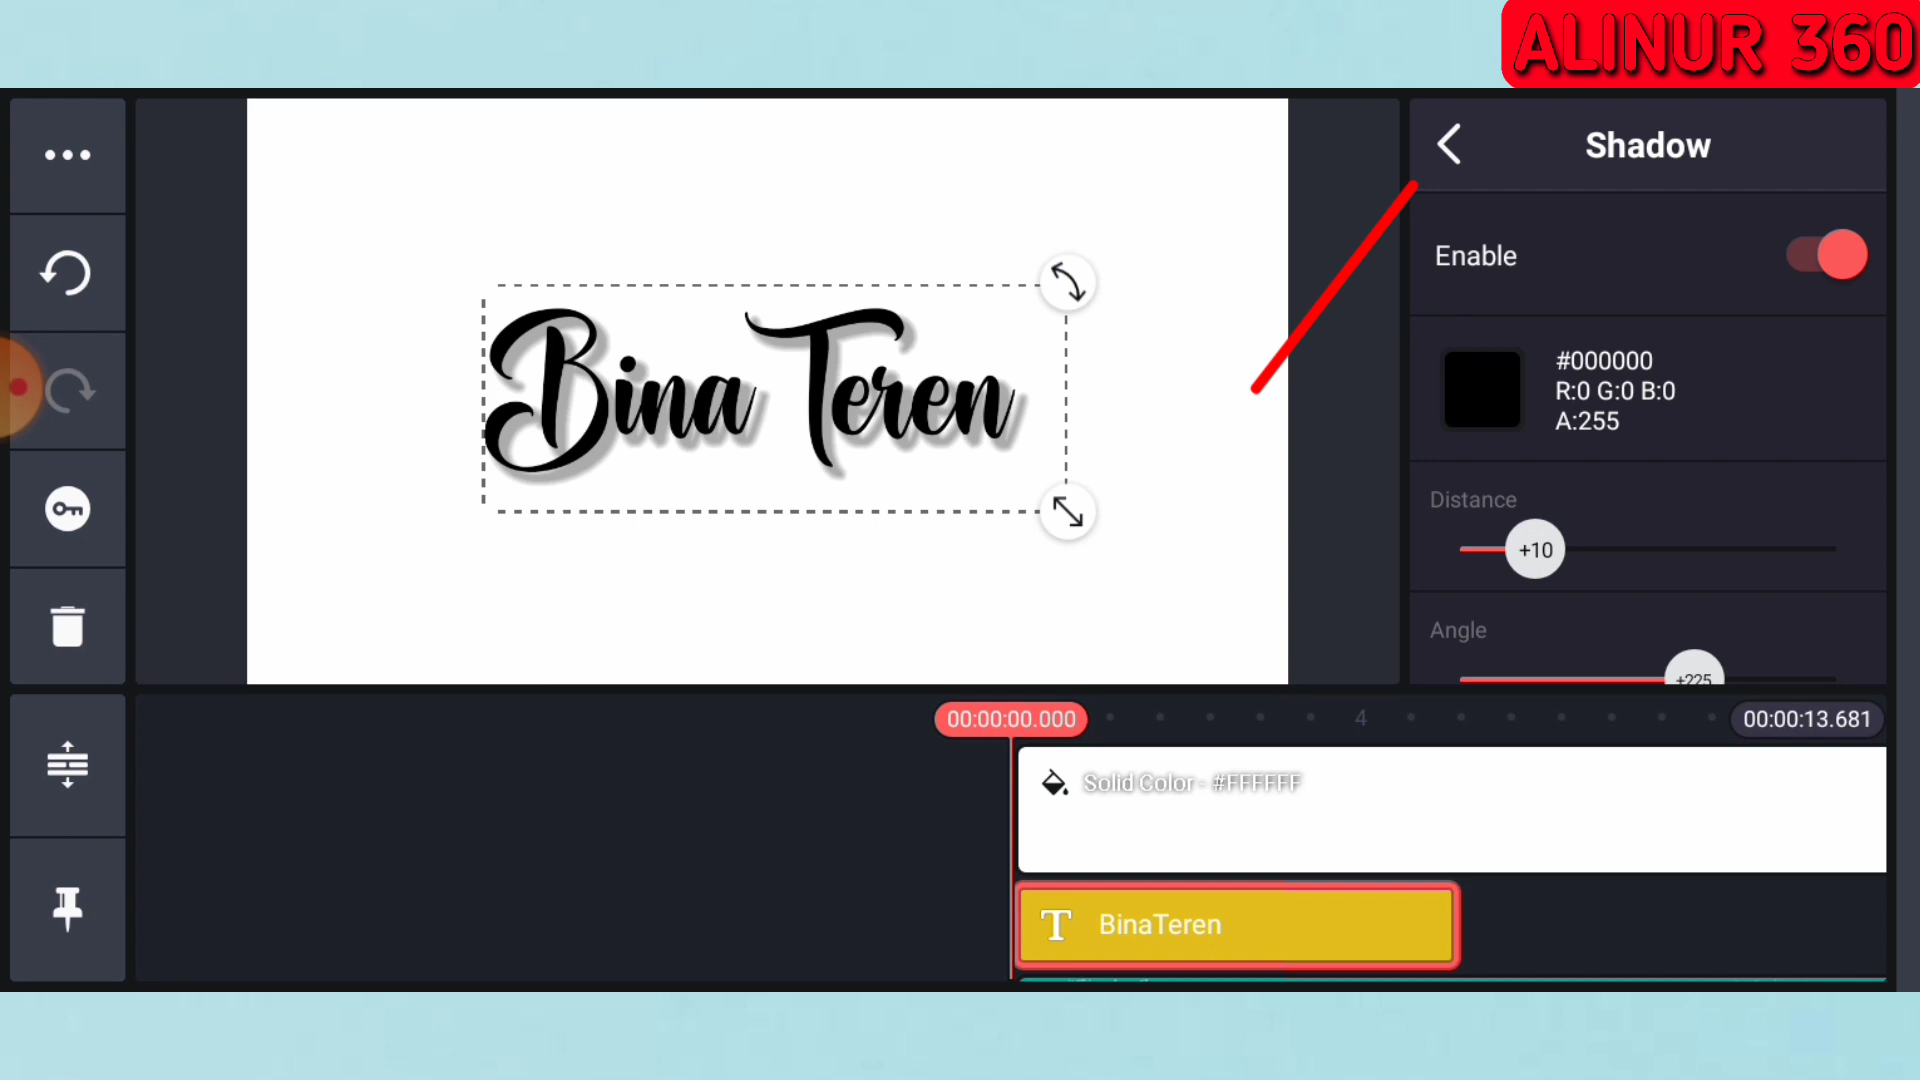 ALINUR 360
Shadow
Enable
#000000
R:0 G:0 B:0
A:255
Distance
+10
Angle
+225
Bina Teren
00:00:00.000
4
00:00:13.681
Solid Color - #FFFFFF
T BinaTeren